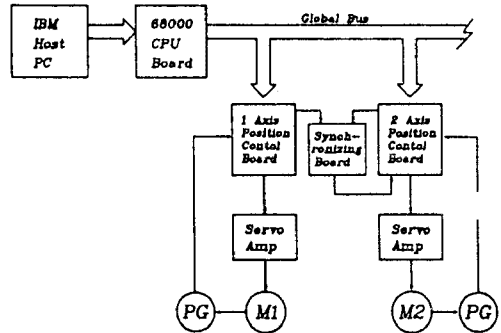 IBM
Host
PC
68000
CPU
Board
Global Bus
1 Axis
Position
Contol
Board
Synch-
ronizing
Board
2 Axis
Position
Contol
Board
Servo
Amp
Servo
Amp
PG
M1
M2
PG